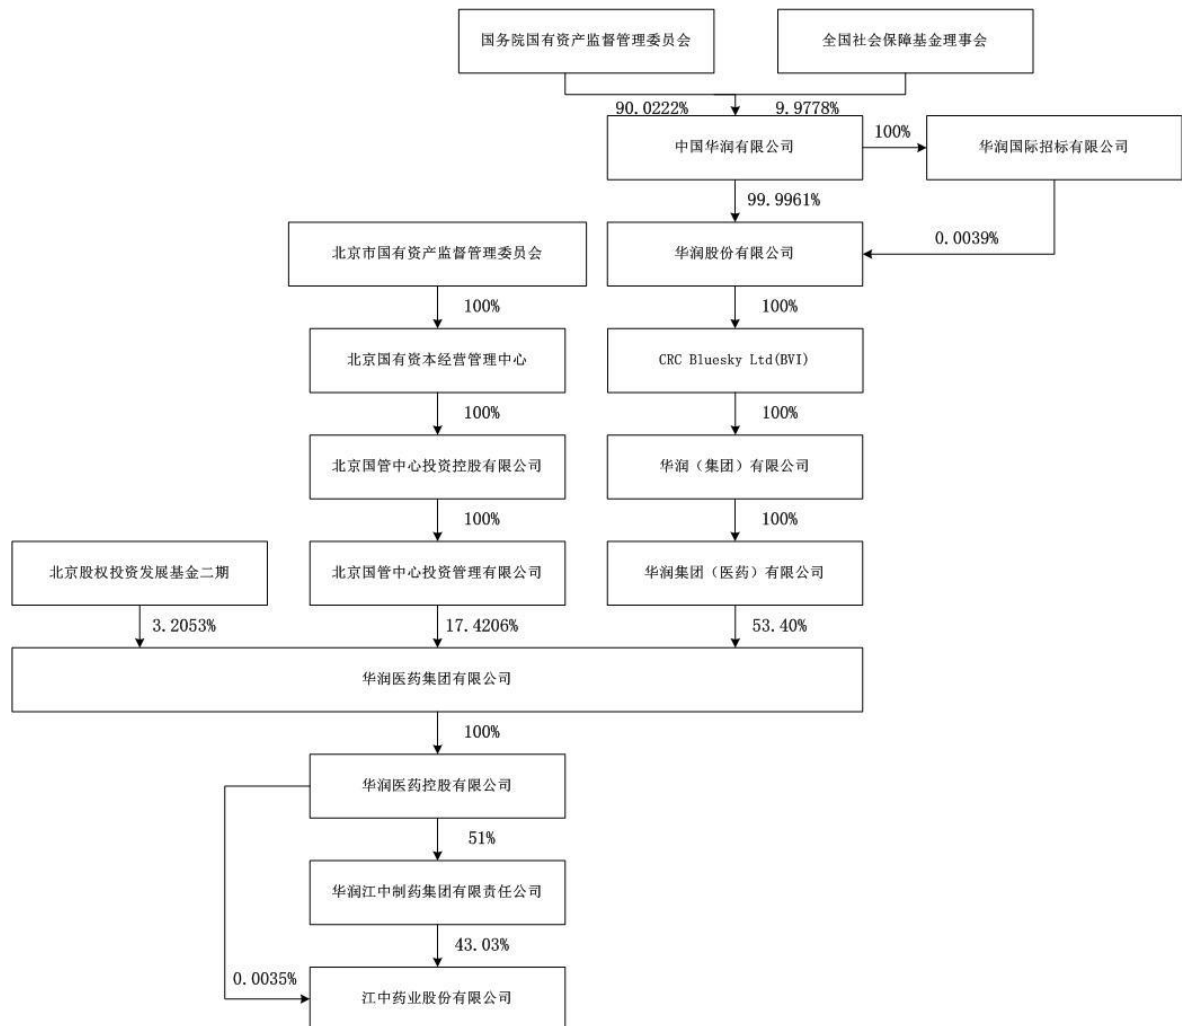 国务院国有资产监督管理委员会
全国社会保障基金理事会
90.0222%
9.9778%
中国华润有限公司
100%
华润国际招标有限公司
99.9961%
0.0039%
北京市国有资产监督管理委员会
华润股份有限公司
100%
100%
北京国有资本经营管理中心
CRC Bluesky Ltd(BVI)
100%
100%
北京国管中心投资控股有限公司
华润（集团）有限公司
100%
100%
北京股权投资发展基金二期
北京国管中心投资管理有限公司
华润集团（医药）有限公司
3.2053%
17.4206%
53.40%
华润医药集团有限公司
100%
华润医药控股有限公司
51%
华润江中制药集团有限责任公司
43.03%
0.0035%
江中药业股份有限公司